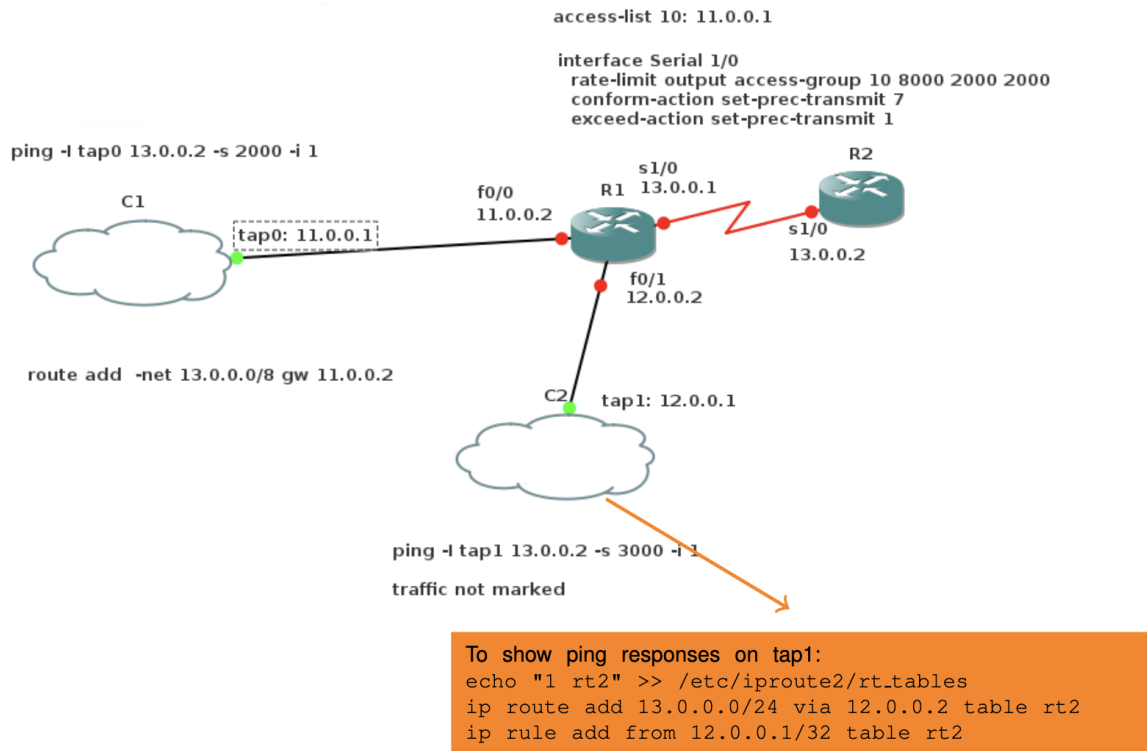 access-list 10: 11.0.0.1
interface Serial 1/0
rate-limit output access-group 10 8000 2000 2000
conform-action set-prec-transmit 7
exceed-action set-prec-transmit 1
ping -I tap0 13.0.0.2 -s 2000 -i 1
C1
tap0: 11.0.0.1
f0/0
11.0.0.2
R1
s1/0
13.0.0.1
R2
s1/0
13.0.0.2
f0/1
12.0.0.2
route add -net 13.0.0.0/8 gw 11.0.0.2
C2
tap1: 12.0.0.1
ping -I tap1 13.0.0.2 -s 3000 -i 1
traffic not marked
To show ping responses on tap1:
echo "1 rt2" >> /etc/iproute2/rt_tables
ip route add 13.0.0.0/24 via 12.0.0.2 table rt2
ip rule add from 12.0.0.1/32 table rt2